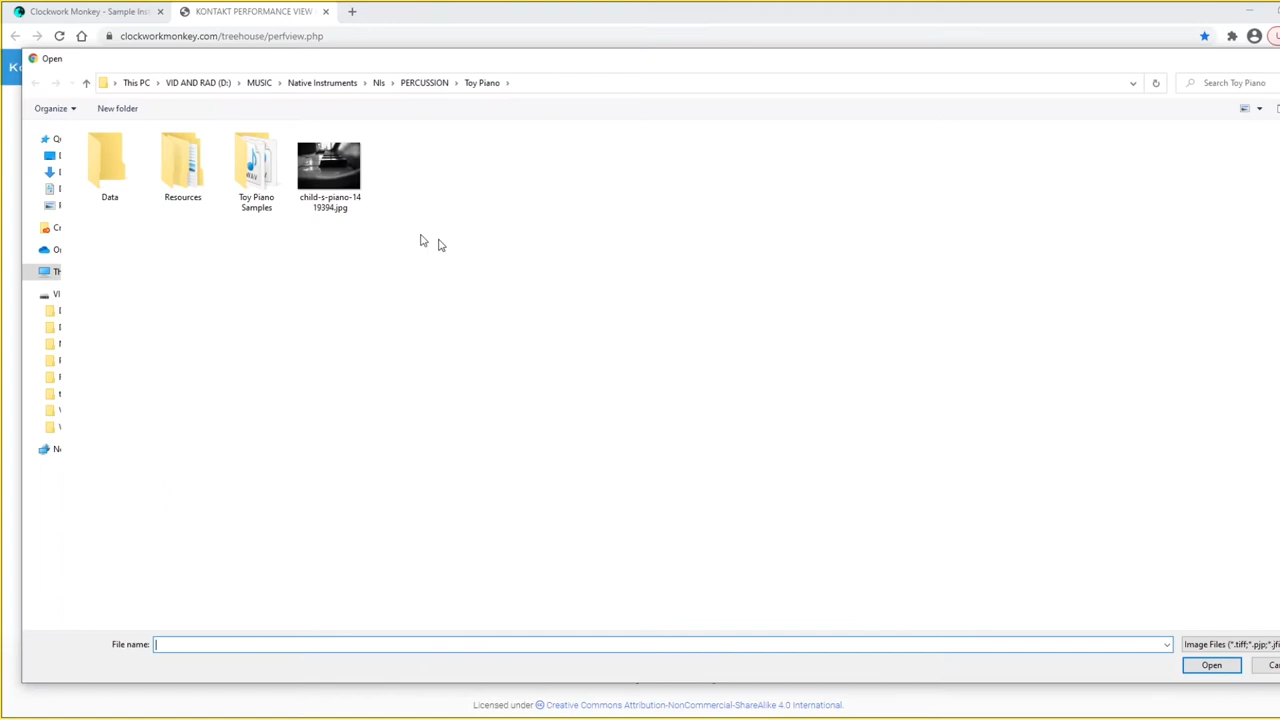 Clockwork Monkey - Sample Inst
KONTAKT PERFORMANCE VIEW
clockworkmonkey.com/treehouse/perfview.php
Open
This PC > VID AND RAD (D:) > MUSIC > Native Instruments > NIs > PERCUSSION > Toy Piano >
Search Toy Piano
Organize
New folder
Data
Resources
Toy Piano
Samples
child-s-piano-14
19394.jpg
File name:
Image Files (*.tiff;*.pjp;*.jfi
Open
Licensed under Creative Commons Attribution-NonCommercial-ShareAlike 4.0 International.